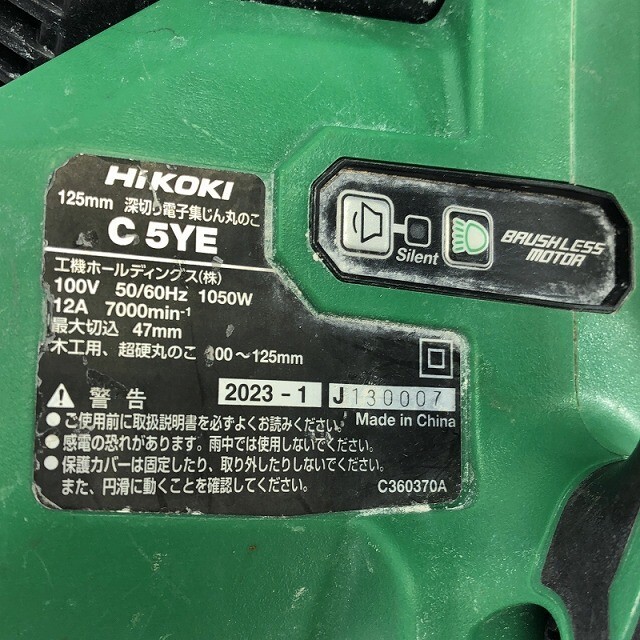 HiKOKI
125mm 深切り電子集じん丸のこ
C 5YE
工機ホールディングス(株)
100V 50/60Hz 1050W
12A 7000min-1
最大切込 47mm
木工用、超硬丸のこ 100～125mm
警告
2023-1 J130007
Made in China
●ご使用前に取扱説明書を必ずよくお読みください。
●感電の恐れがあります。雨中では使用しないでください。
●保護カバーは固定したり、取り外したりしないでください。
また、円滑に動くことを確認してください。
C360370A
Silent
BRUSHLESS
MOTOR